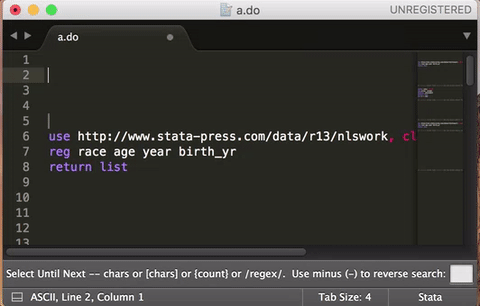 a.do
UNREGISTERED
a.do
1
2
3
4
5
6 use http://www.stata-press.com/data/r13/nlswork, cl
7 reg race age year birth_yr
8 return list
9
10
11
12
13
Select Until Next -- chars or [chars] or {count} or /regex/. Use minus (-) to reverse search:
ASCII, Line 2, Column 1
Tab Size: 4
Stata